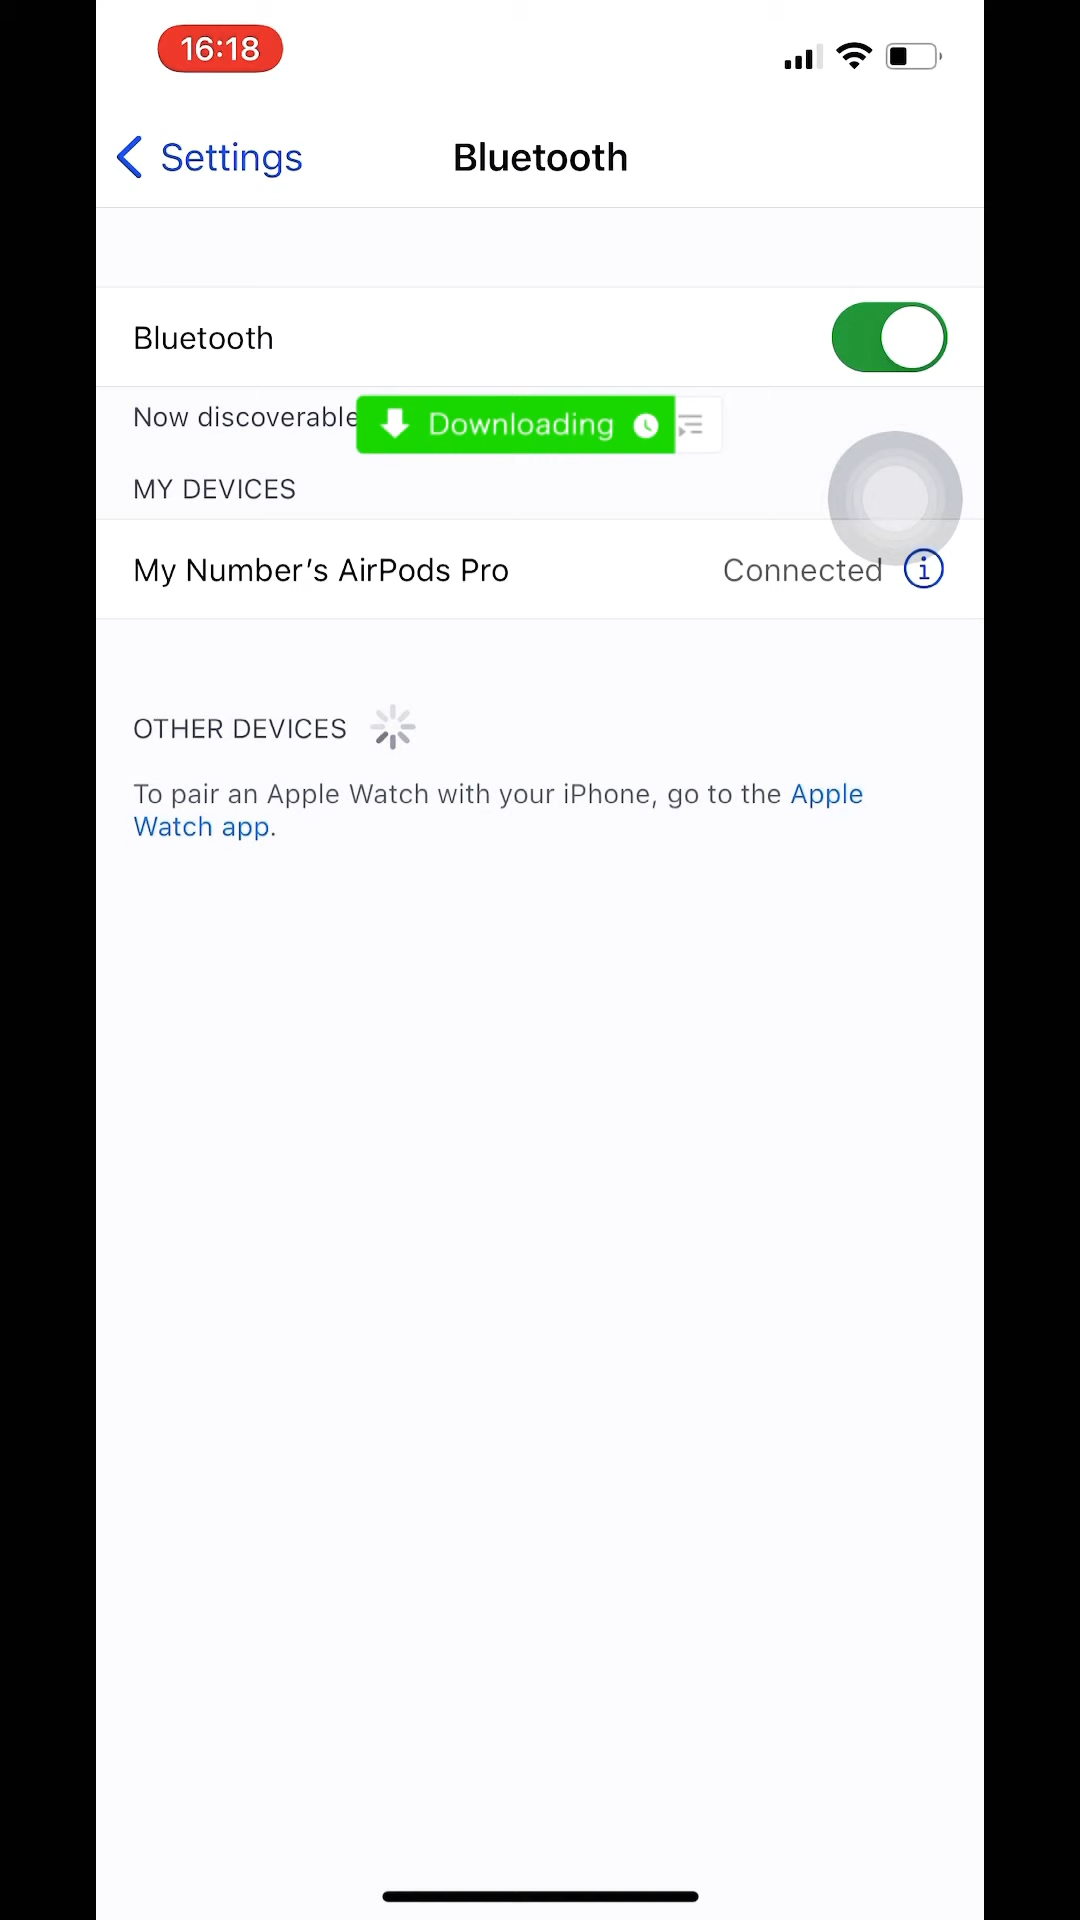 16:18
Settings
Bluetooth
Bluetooth
Now discoverable
Downloading
MY DEVICES
My Number’s AirPods Pro
Connected
OTHER DEVICES
To pair an Apple Watch with your iPhone, go to the Apple
Watch app.